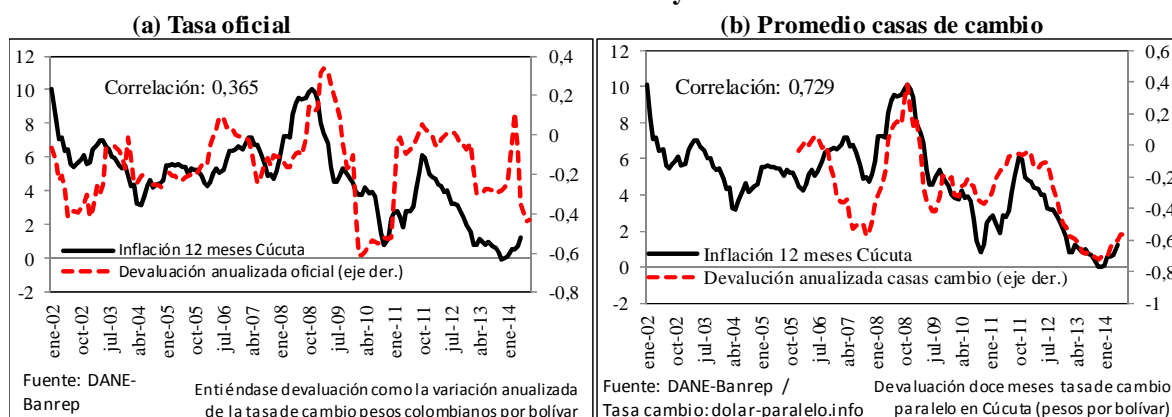 y
(a) Tasa oficial
Correlación: 0,365
12
10
8
6
4
2
0
-2
0,4
0,2
0
-0,2
-0,4
-0,6
-0,8
Inflación 12 meses Cúcuta
Devaluación anualizada oficial (eje der.)
ene-02
oct-02
jul-03
abr-04
ene-05
oct-05
jul-06
abr-07
ene-08
oct-08
jul-09
abr-10
ene-11
oct-11
jul-12
abr-13
ene-14
Fuente: DANE-
Banrep
Entiéndase devaluación como la variación anualizada
de la tasa de cambio pesos colombianos por bolívar
(b) Promedio casas de cambio
Correlación: 0,729
12
10
8
6
4
2
0
-2
0,6
0,4
0,2
0
-0,2
-0,4
-0,6
-0,8
-1
Inflación 12 meses Cúcuta
Devalución anualizada casas cambio (eje der.)
ene-02
oct-02
jul-03
abr-04
ene-05
oct-05
jul-06
abr-07
ene-08
oct-08
jul-09
abr-10
ene-11
oct-11
jul-12
abr-13
ene-14
Fuente: DANE-Banrep /
Tasa cambio: dolar-paralelo.info
Devaluación doce meses tasa de cambio
paralelo en Cúcuta (pesos por bolívar)